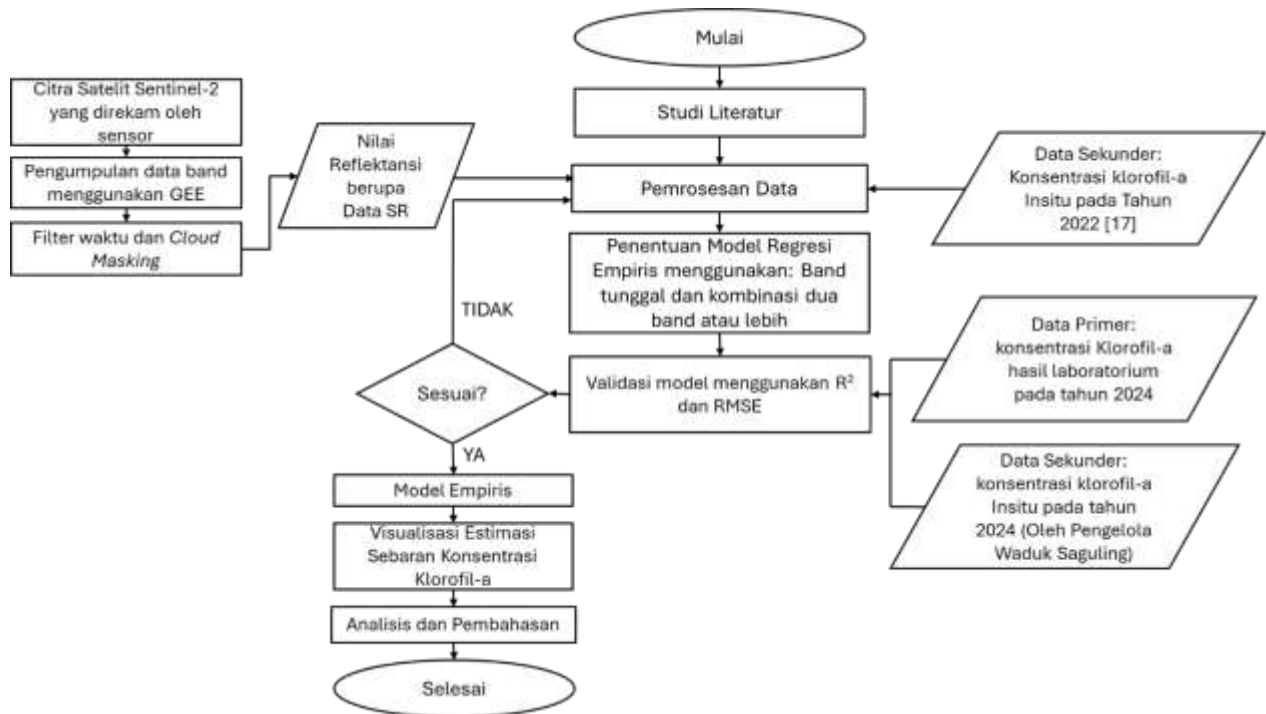 Mulai
Studi Literatur
Citra Satelit Sentinel-2
yang direkam oleh
sensor
Pengumpulan data band
menggunakan GEE
Filter waktu dan Cloud
Masking
Nilai
Reflektansi
berupa
Data SR
Pemrosesan Data
Data Sekunder:
Konsentrasi klorofil-a
Insitu pada Tahun
2022 [17]
Penentuan Model Regresi
Empiris menggunakan: Band
tunggal dan kombinasi dua
band atau lebih
Data Primer:
konsentrasi Klorofil-a
hasil laboratorium
pada tahun 2024
Data Sekunder:
konsentrasi klorofil-a
Insitu pada tahun
2024 (Oleh Pengelola
Waduk Saguling)
Validasi model menggunakan R²
dan RMSE
TIDAK
Sesuai?
YA
Model Empiris
Visualisasi Estimasi
Sebaran Konsentrasi
Klorofil-a
Analisis dan Pembahasan
Selesai